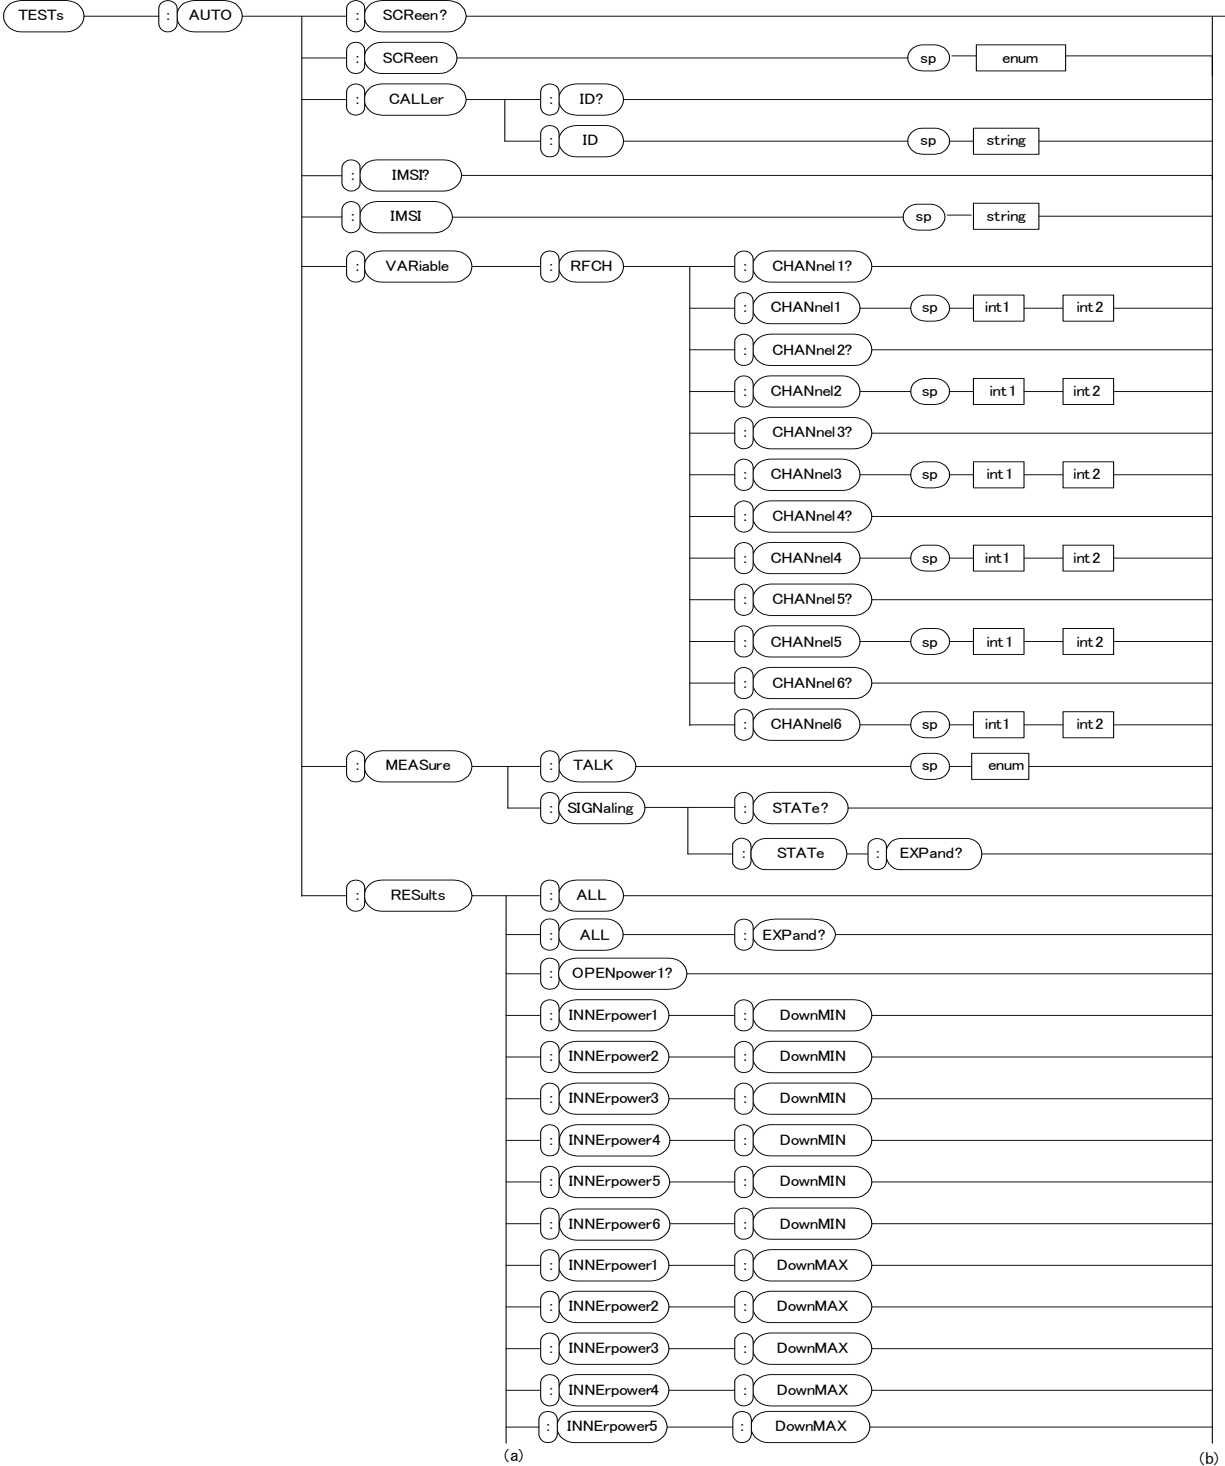 TESTs : AUTO : SCReen?
: SCReen sp enum
: CALLer : ID?
: ID sp string
: IMSI?
: IMSI sp string
: VARiable : RFCH : CHANnel1?
: CHANnel1 sp int1 int2
: CHANnel2?
: CHANnel2 sp int1 int2
: CHANnel3?
: CHANnel3 sp int1 int2
: CHANnel4?
: CHANnel4 sp int1 int2
: CHANnel5?
: CHANnel5 sp int1 int2
: CHANnel6?
: CHANnel6 sp int1 int2
: MEASure : TALK sp enum
: SIGNaling : STATe?
: STATe : EXPand?
: RESults : ALL
: ALL : EXPand?
: OPENpower1?
: INNErpower1 : DownMIN
: INNErpower2 : DownMIN
: INNErpower3 : DownMIN
: INNErpower4 : DownMIN
: INNErpower5 : DownMIN
: INNErpower6 : DownMIN
: INNErpower1 : DownMAX
: INNErpower2 : DownMAX
: INNErpower3 : DownMAX
: INNErpower4 : DownMAX
: INNErpower5 : DownMAX
(a) (b)